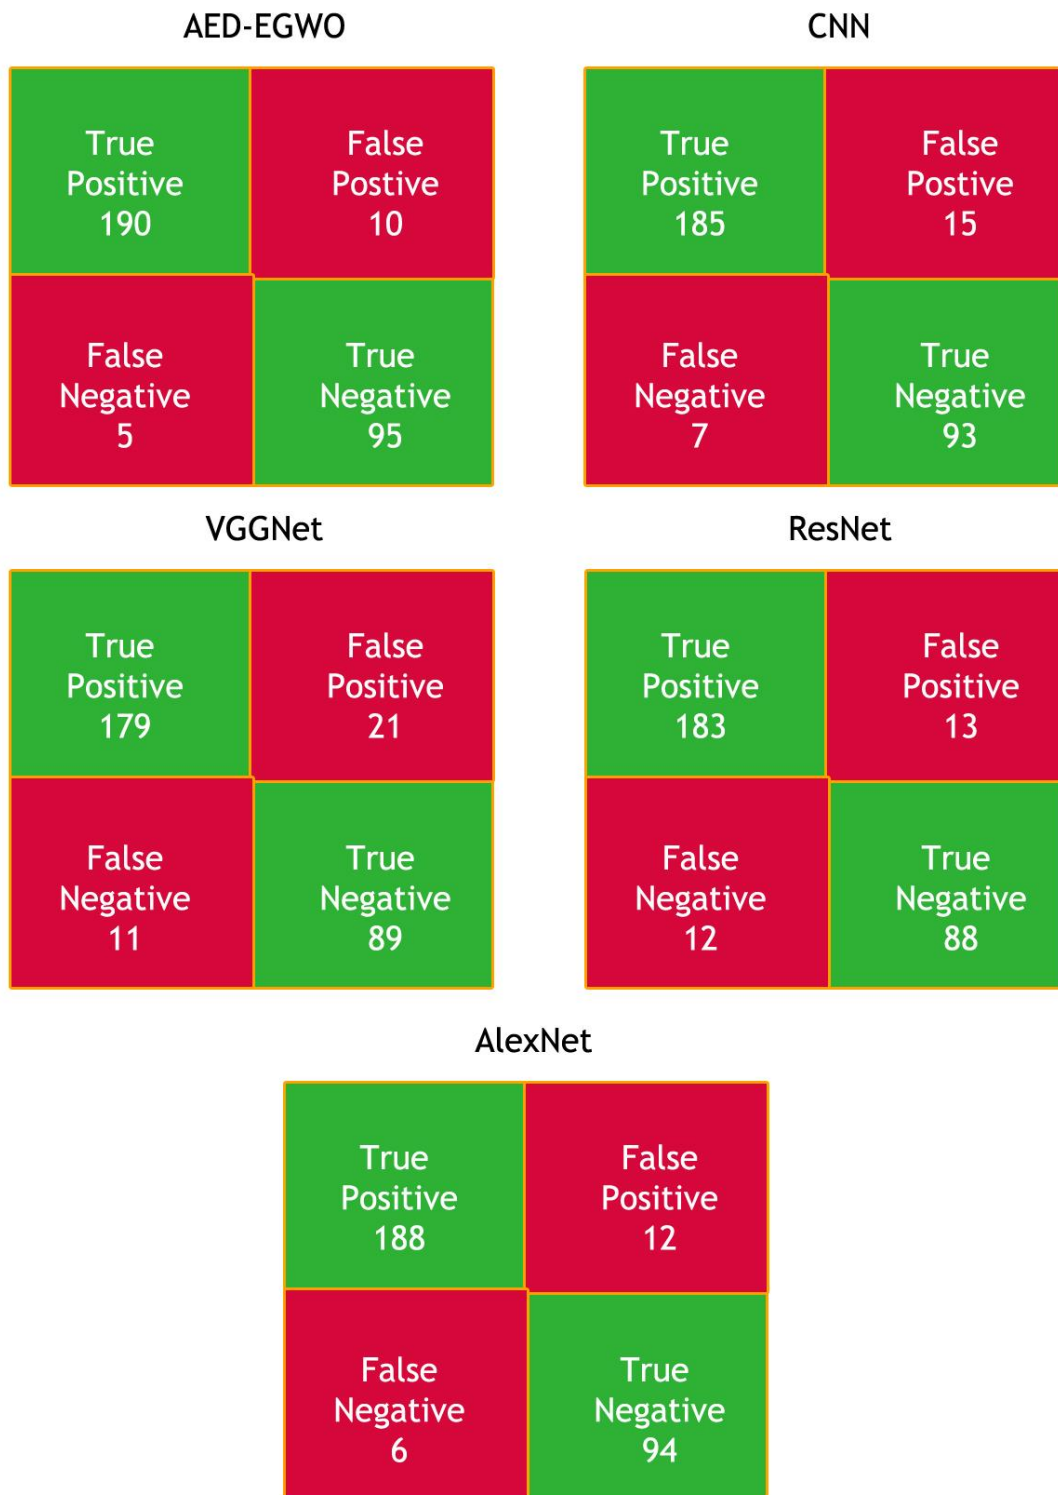 AED-EGWO
True
Positive
190
False
Postive
10
False
Negative
5
True
Negative
95
CNN
True
Positive
185
False
Postive
15
False
Negative
7
True
Negative
93
VGGNet
True
Positive
179
False
Positive
21
False
Negative
11
True
Negative
89
ResNet
True
Positive
183
False
Positive
13
False
Negative
12
True
Negative
88
AlexNet
True
Positive
188
False
Positive
12
False
Negative
6
True
Negative
94